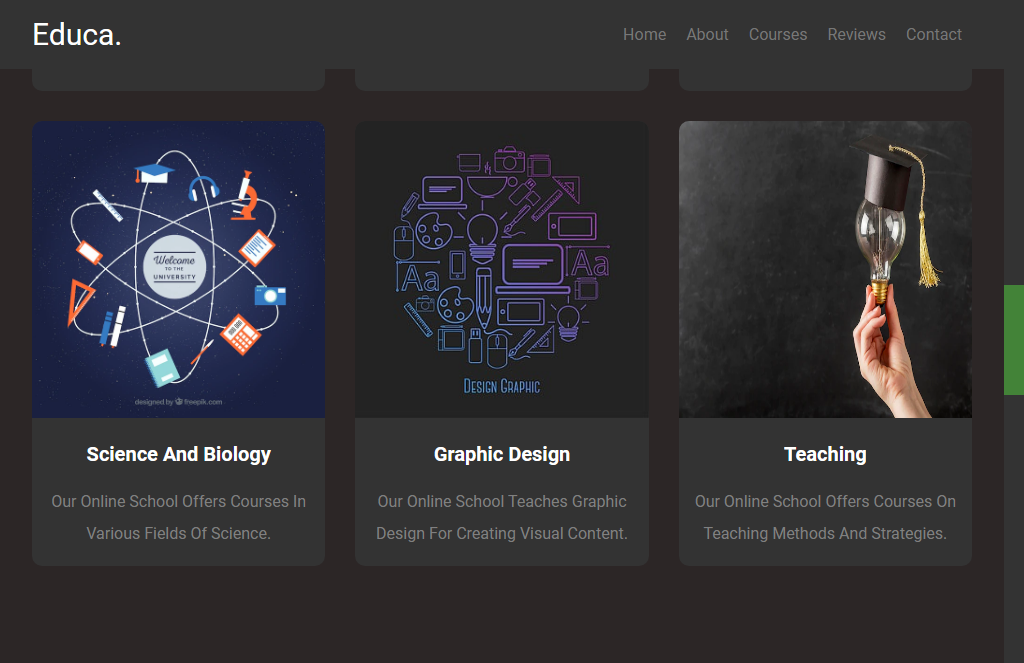 Educa.
Home About Courses Reviews Contact
Welcome
TO THE
UNIVERSITY
designed by freepik.com
Aa
Aa
DESIGN GRAPHIC
Science And Biology
Our Online School Offers Courses In
Various Fields Of Science.
Graphic Design
Our Online School Teaches Graphic
Design For Creating Visual Content.
Teaching
Our Online School Offers Courses On
Teaching Methods And Strategies.